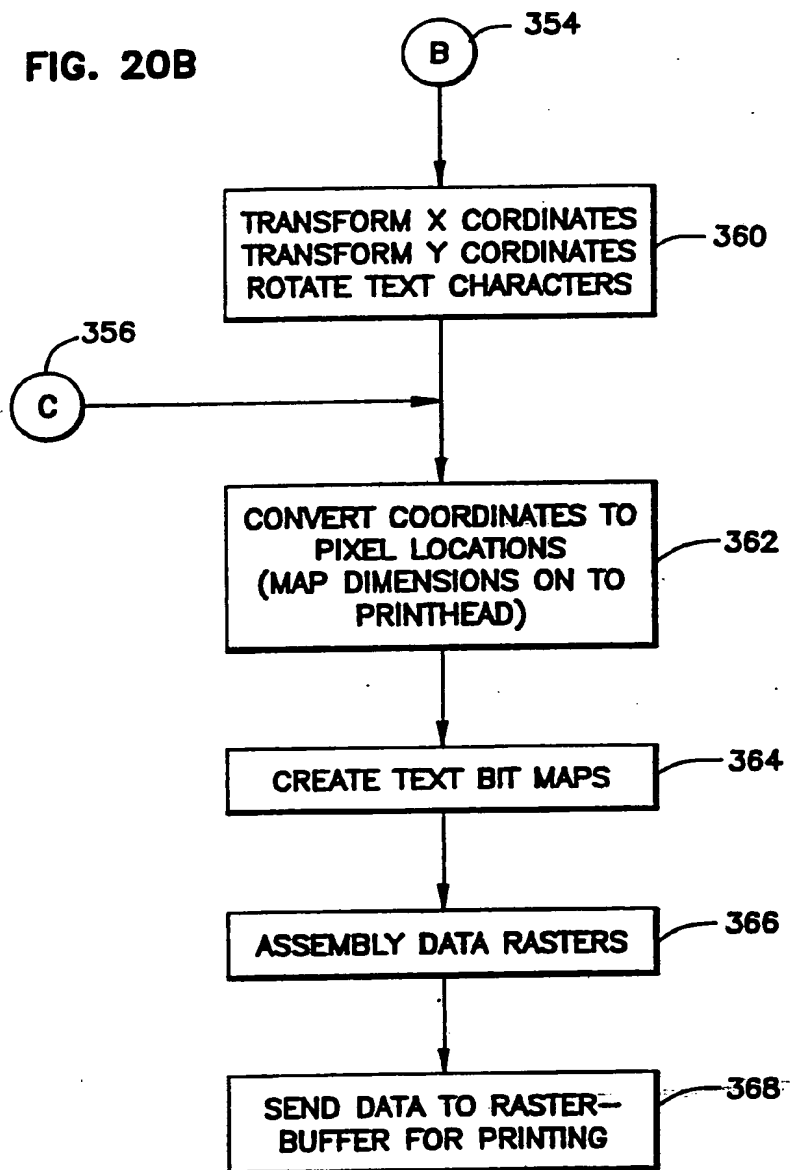 FIG. 20B
B
354
TRANSFORM X CORDINATES
TRANSFORM Y CORDINATES
ROTATE TEXT CHARACTERS
360
356
C
CONVERT COORDINATES TO
PIXEL LOCATIONS
(MAP DIMENSIONS ON TO
PRINTHEAD)
362
CREATE TEXT BIT MAPS
364
ASSEMBLY DATA RASTERS
366
SEND DATA TO RASTER-
BUFFER FOR PRINTING
368